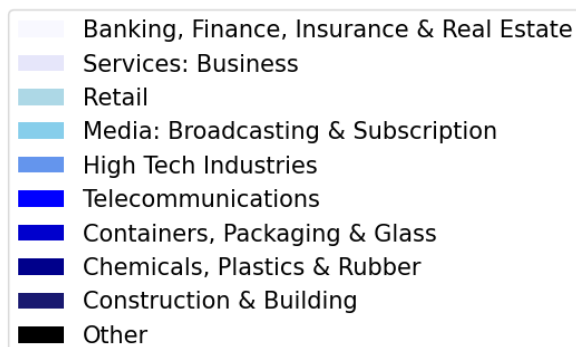 Banking, Finance, Insurance & Real Estate
Services: Business
Retail
Media: Broadcasting & Subscription
High Tech Industries
Telecommunications
Containers, Packaging & Glass
Chemicals, Plastics & Rubber
Construction & Building
Other